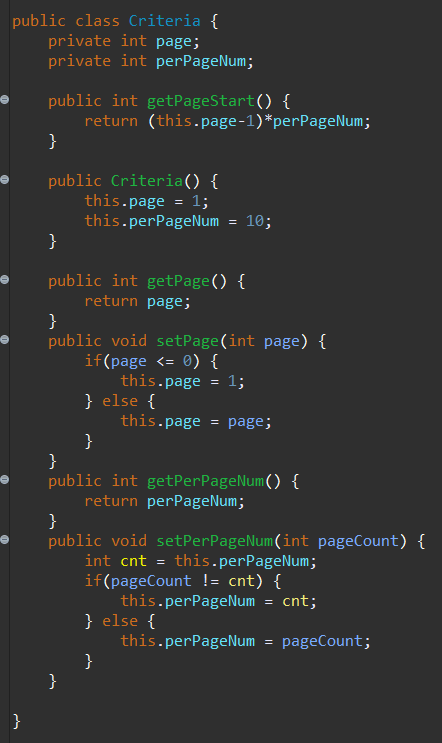 public class Criteria {
    private int page;
    private int perPageNum;

    public int getPageStart() {
        return (this.page-1)*perPageNum;
    }

    public Criteria() {
        this.page = 1;
        this.perPageNum = 10;
    }

    public int getPage() {
        return page;
    }
    public void setPage(int page) {
        if(page <= 0) {
            this.page = 1;
        } else {
            this.page = page;
        }
    }
    public int getPerPageNum() {
        return perPageNum;
    }
    public void setPerPageNum(int pageCount) {
        int cnt = this.perPageNum;
        if(pageCount != cnt) {
            this.perPageNum = cnt;
        } else {
            this.perPageNum = pageCount;
        }
    }

}